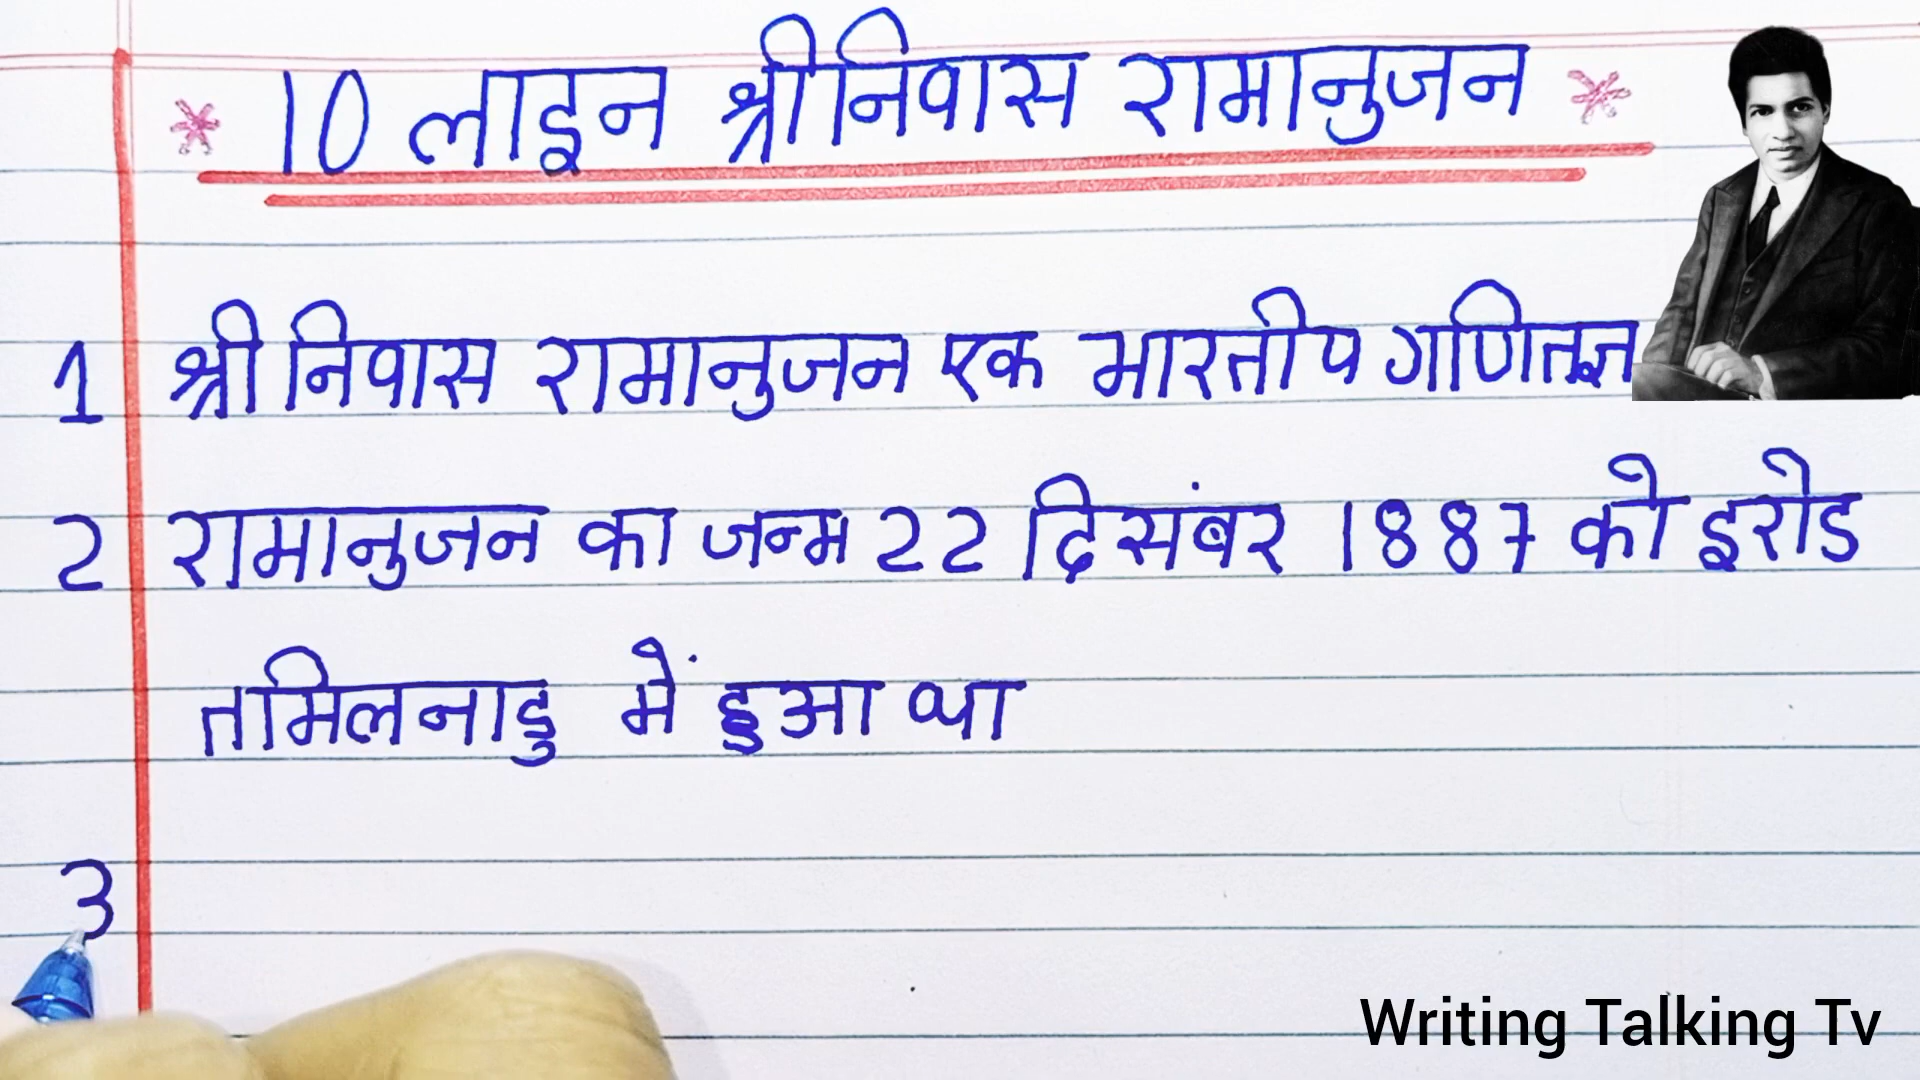 * 10 लाइन श्रीनिवास रामानुजन *
1 श्रीनिवास रामानुजन एक भारतीय गणितज्ञ
2 रामानुजन का जन्म 22 दिसंबर 1887 को इरोड
तमिलनाडु में हुआ था
3
Writing Talking Tv